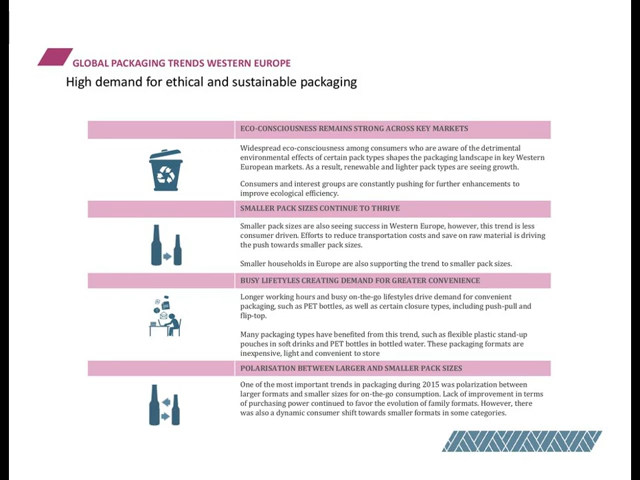 GLOBAL PACKAGING TRENDS WESTERN EUROPE
High demand for ethical and sustainable packaging
ECO-CONSCIOUSNESS REMAINS STRONG ACROSS KEY MARKETS
Widespread eco-consciousness among consumers who are aware of the detrimental
environmental effects of certain pack types shapes the packaging landscape in key Western
European markets. As a result, renewable and lighter pack types are seeing growth.
Consumers and interest groups are constantly pushing for further enhancements to
improve ecological efficiency.
SMALLER PACK SIZES CONTINUE TO THRIVE
Smaller pack sizes are also seeing success in Western Europe, however, this trend is less
consumer driven. Efforts to reduce transportation costs and save on raw material is driving
the push towards smaller pack sizes.
Smaller households in Europe are also supporting the trend to smaller pack sizes.
BUSY LIFETYLES CREATING DEMAND FOR GREATER CONVENIENCE
Longer working hours and busy on-the-go lifestyles drive demand for convenient
packaging, such as PET bottles, as well as certain closure types, including push-pull and
flip-top.
Many packaging types have benefited from this trend, such as flexible plastic stand-up
pouches in soft drinks and PET bottles in bottled water. These packaging formats are
inexpensive, light and convenient to store
POLARISATION BETWEEN LARGER AND SMALLER PACK SIZES
One of the most important trends in packaging during 2015 was polarization between
larger formats and smaller sizes for on-the-go consumption. Lack of improvement in terms
of purchasing power continued to favor the evolution of family formats. However, there
was also a dynamic consumer shift towards smaller formats in some categories.